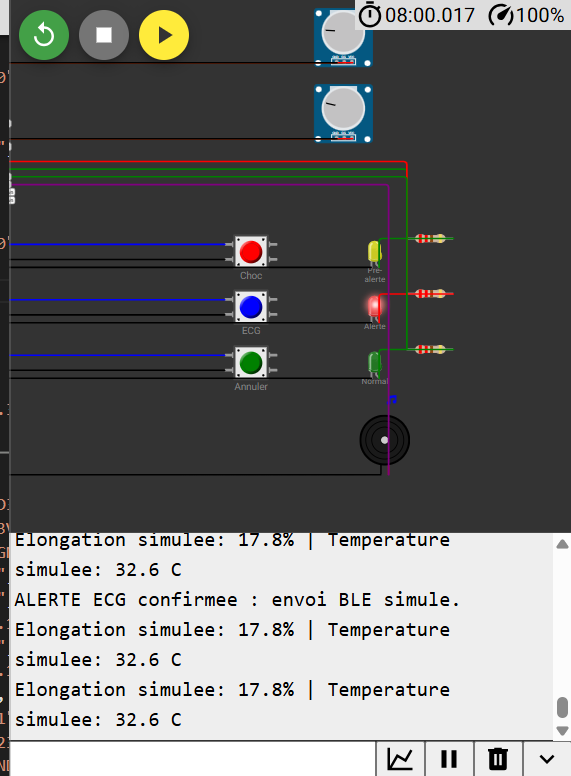 08:00.017 100%
Choc
Pré-
alerte
ECG
Alerte
Annuler
Normal
Elongation simulee: 17.8% | Temperature
simulee: 32.6 C
ALERTE ECG confirmee : envoi BLE simule.
Elongation simulee: 17.8% | Temperature
simulee: 32.6 C
Elongation simulee: 17.8% | Temperature
simulee: 32.6 C